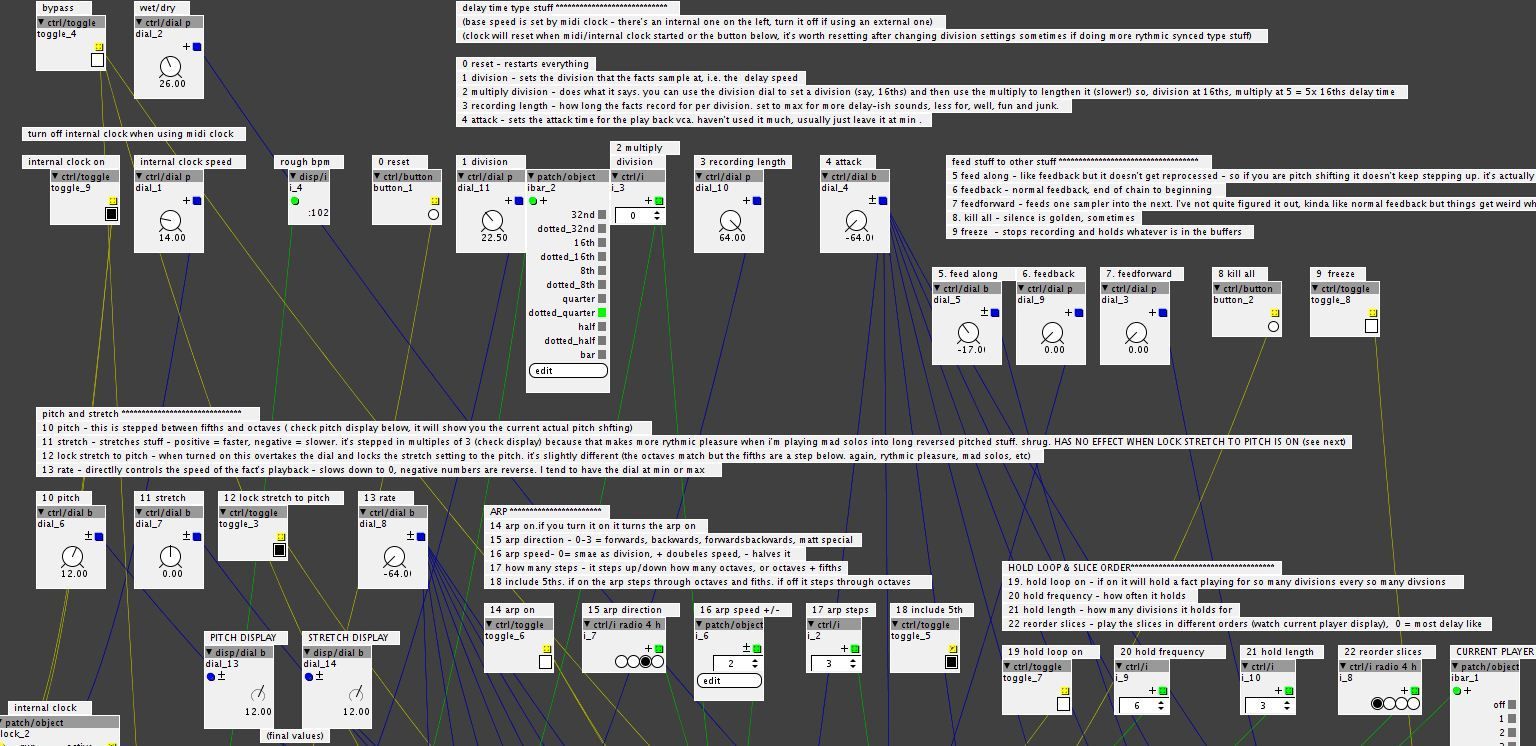 bypass
ctrl/toggle
toggle_4
wet/dry
ctrl/dial p
dial_2
26.00
delay time type stuff ****************************
(base speed is set by midi clock - there's an internal one on the left, turn it off if using an external one)
(clock will reset when midi/internal clock started or the button below, it's worth resetting after changing division settings sometimes if doing more rythmic synced type stuff)
0 reset - restarts everything
1 division - sets the division that the facts sample at, i.e. the delay speed
2 multiply division - does what it says. you can use the division dial to set a division (say, 16ths) and then use the multiply to lengthen it (slower!) so, division at 16ths, multiply at 5 = 5x 16ths delay time
3 recording length - how long the facts record for per division. set to max for more delay-ish sounds, less for, well, fun and junk.
4 attack - sets the attack time for the play back vca. haven't used it much, usually just leave it at min .
turn off internal clock when using midi clock
internal clock on
ctrl/toggle
toggle_9
internal clock speed
ctrl/dial p
dial_1
14.00
rough bpm
disp/i
i_4
:102
0 reset
ctrl/button
button_1
1 division
ctrl/dial p
dial_11
22.50
patch/object
ibar_2
32nd
dotted_32nd
16th
dotted_16th
8th
dotted_8th
quarter
dotted_quarter
half
dotted_half
bar
edit
2 multiply
division
ctrl/i
i_3
0
3 recording length
ctrl/dial p
dial_10
64.00
4 attack
ctrl/dial b
dial_4
-64.0
feed stuff to other stuff ***********************************
5 feed along - like feedback but it doesn't get reprocessed - so if you are pitch shifting it doesn't keep stepping up. it's actually
6 feedback - normal feedback, end of chain to beginning
7 feedforward - feeds one sampler into the next. I've not quite figured it out, kinda like normal feedback but things get weird wh
8. kill all - silence is golden, sometimes
9 freeze - stops recording and holds whatever is in the buffers
5. feed along
ctrl/dial b
dial_5
-17.0
6. feedback
ctrl/dial p
dial_9
0.00
7. feedforward
ctrl/dial p
dial_3
0.00
8 kill all
ctrl/button
button_2
9 freeze
ctrl/toggle
toggle_8
pitch and stretch ******************************
10 pitch - this is stepped between fifths and octaves ( check pitch display below, it will show you the current actual pitch shfting)
11 stretch - stretches stuff - positive = faster, negative = slower. it's stepped in multiples of 3 (check display) because that makes more rythmic pleasure when i'm playing mad solos into long reversed pitched stuff. shrug. HAS NO EFFECT WHEN LOCK STRETCH TO PITCH IS ON (see next)
12 lock stretch to pitch - when turned on this overtakes the dial and locks the stretch setting to the pitch. it's slightly different (the octaves match but the fifths are a step below. again, rythmic pleasure, mad solos, etc)
13 rate - directlly controls the speed of the fact's playback - slows down to 0, negative numbers are reverse. I tend to have the dial at min or max
10 pitch
ctrl/dial b
dial_6
12.00
11 stretch
ctrl/dial b
dial_7
0.00
12 lock stretch to pitch
ctrl/toggle
toggle_3
13 rate
ctrl/dial b
dial_8
-64.0
ARP ***********************
14 arp on.if you turn it on it turns the arp on
15 arp direction - 0-3 = forwards, backwards, forwardsbackwards, matt special
16 arp speed- 0= smae as division, + doubeles speed, - halves it
17 how many steps - it steps up/down how many octaves, or octaves + fifths
18 include 5ths. if on the arp steps through octaves and fiths. if off it steps through octaves
14 arp on
ctrl/toggle
toggle_6
15 arp direction
ctrl/i radio 4 h
i_7
16 arp speed +/-
patch/object
i_6
2
edit
17 arp steps
ctrl/i
i_2
3
18 include 5th
ctrl/toggle
toggle_5
HOLD LOOP & SLICE ORDER************************************
19. hold loop on - if on it will hold a fact playing for so many divisions every so many divisions
20 hold frequency - how often it holds
21 hold length - how many divisions it holds for
22 reorder slices - play the slices in different orders (watch current player display), 0 = most delay like
19 hold loop on
ctrl/toggle
toggle_7
20 hold frequency
ctrl/i
i_9
6
21 hold length
ctrl/i
i_10
3
22 reorder slices
ctrl/i radio 4 h
i_8
CURRENT PLAYER
patch/object
ibar_1
off
1
2
PITCH DISPLAY
disp/dial b
dial_13
12.00
STRETCH DISPLAY
disp/dial b
dial_14
12.00
(final values)
internal clock
patch/object
lock_2